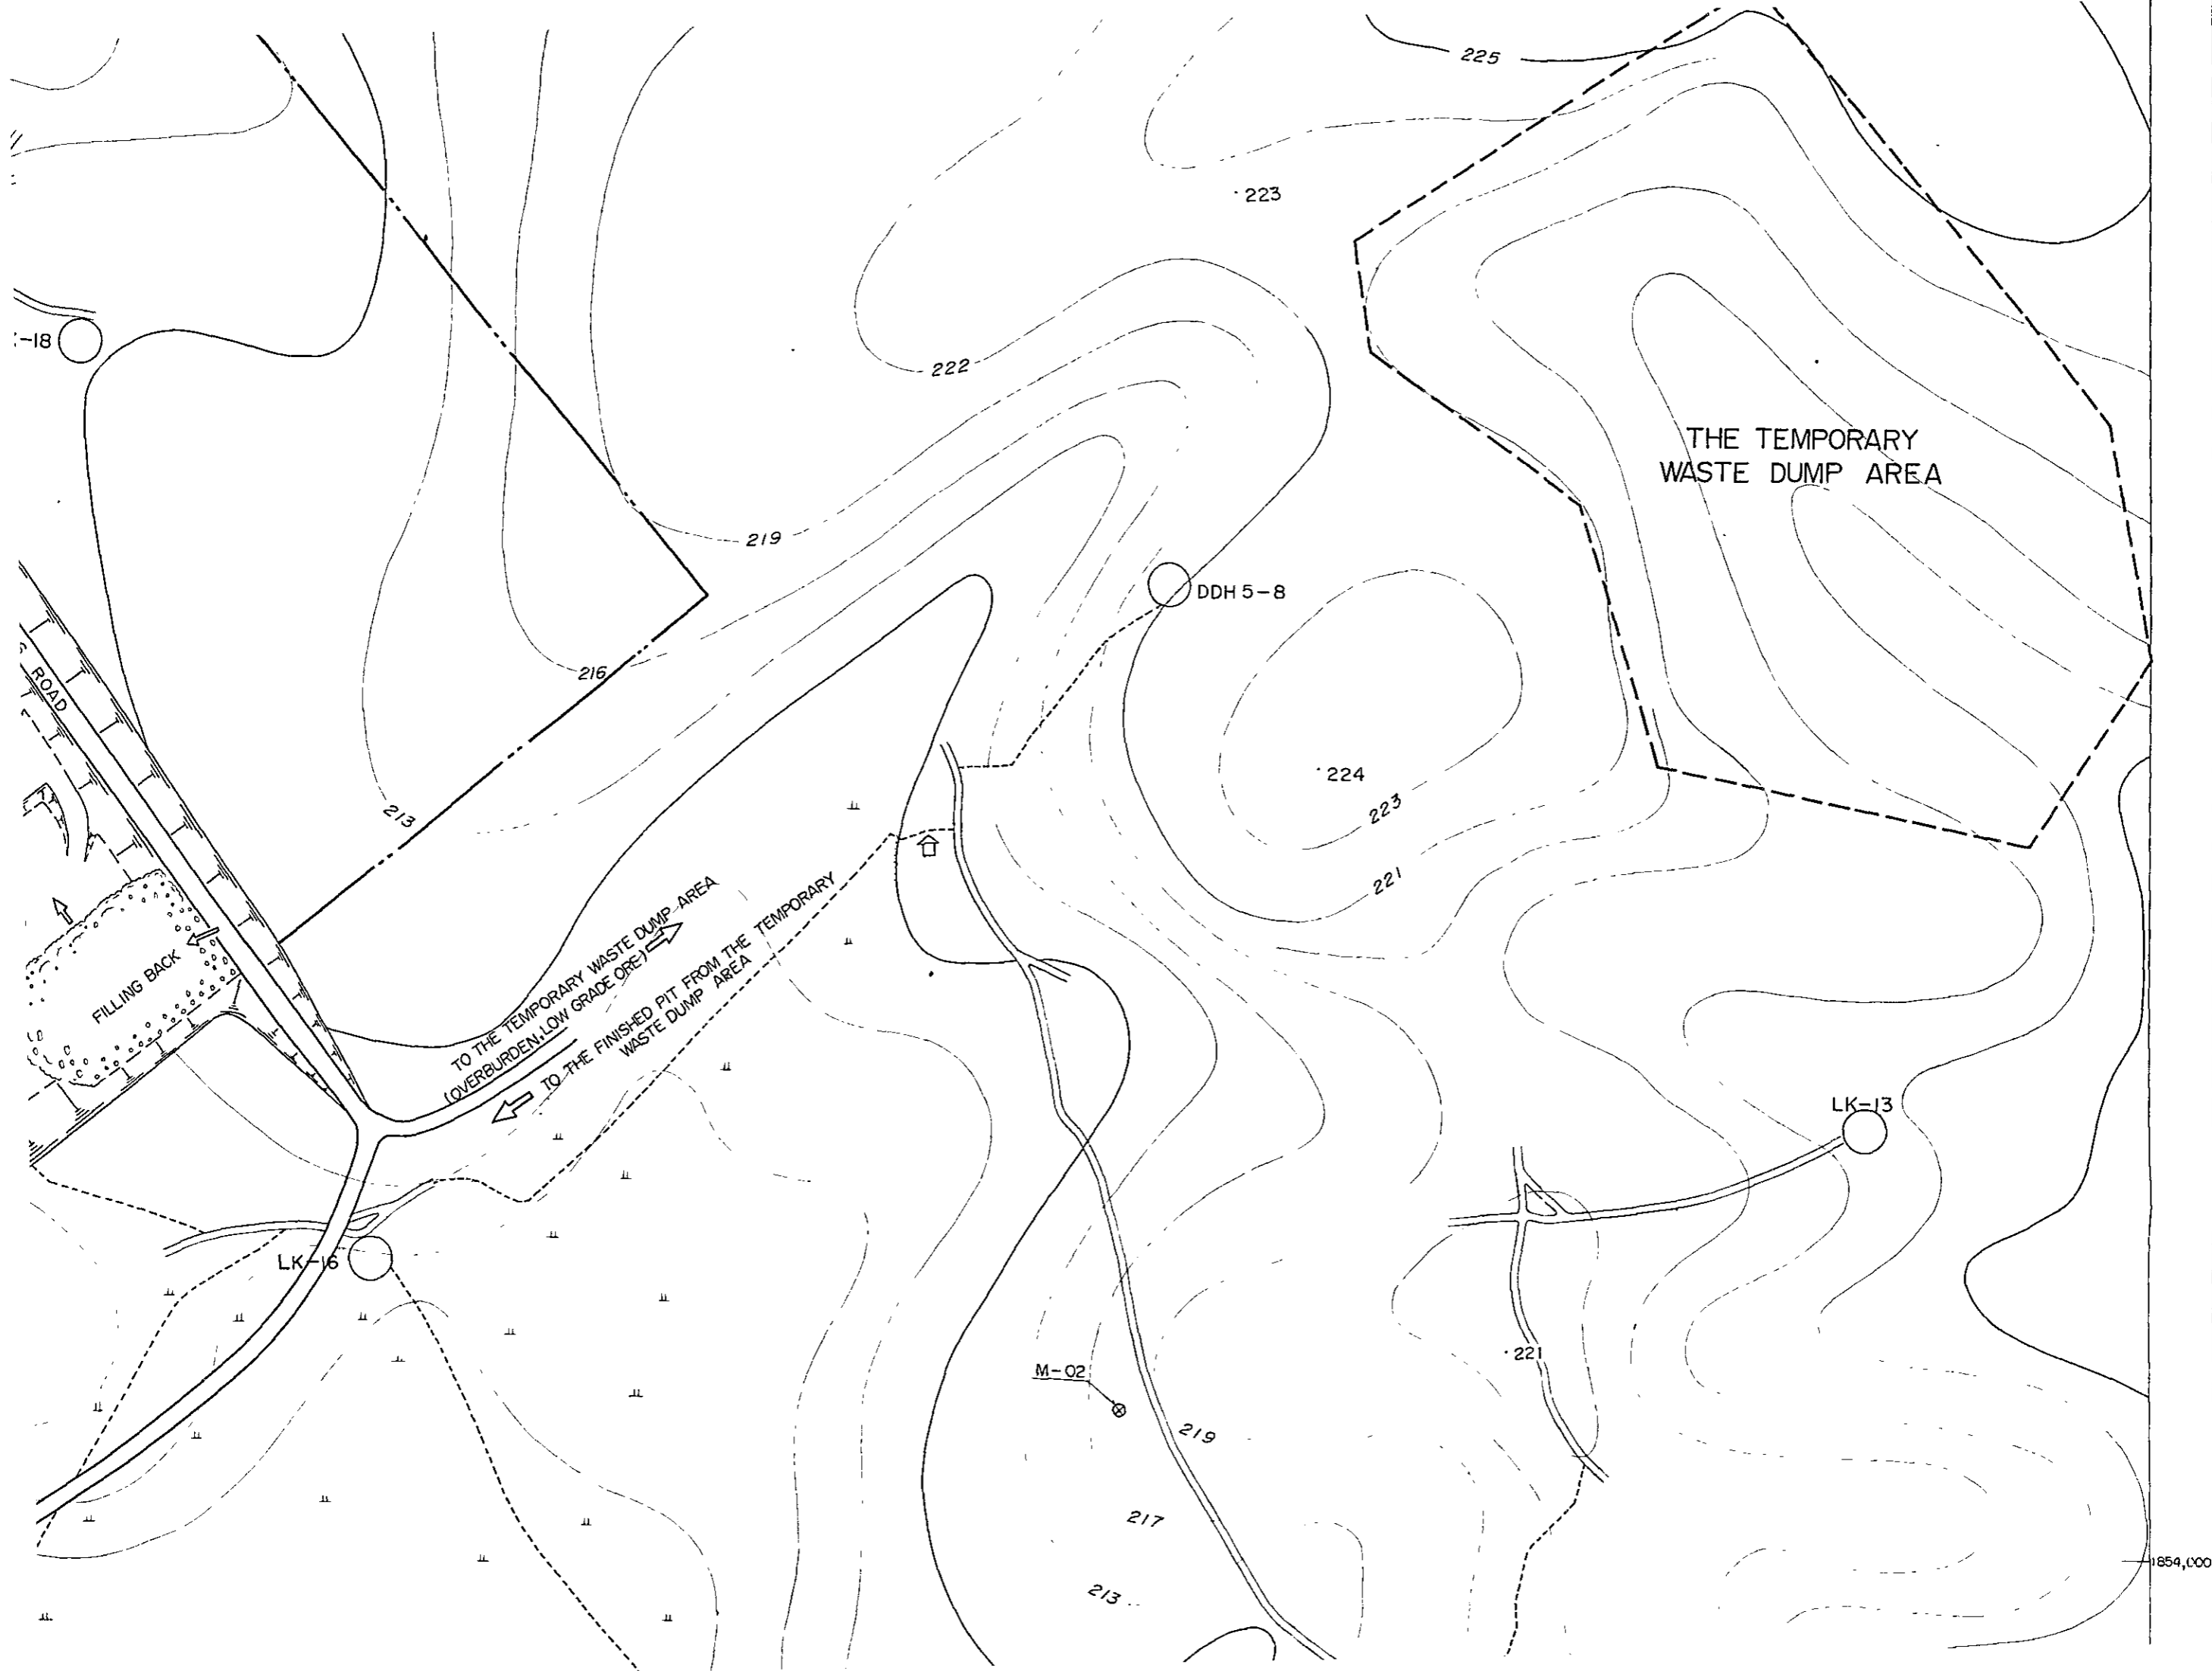 225
223
:-18
222
THE TEMPORARY
WASTE DUMP AREA
219
DDH 5-8
216
ROAD
224
213
223
221
TO THE TEMPORARY WASTE DUMP AREA
(OVERBURDEN, LOW GRADE ORE)
TO THE FINISHED PIT FROM THE TEMPORARY
WASTE DUMP AREA
FILLING BACK
LK-13
LK-16
221
M-02
219
217
1854,000
213